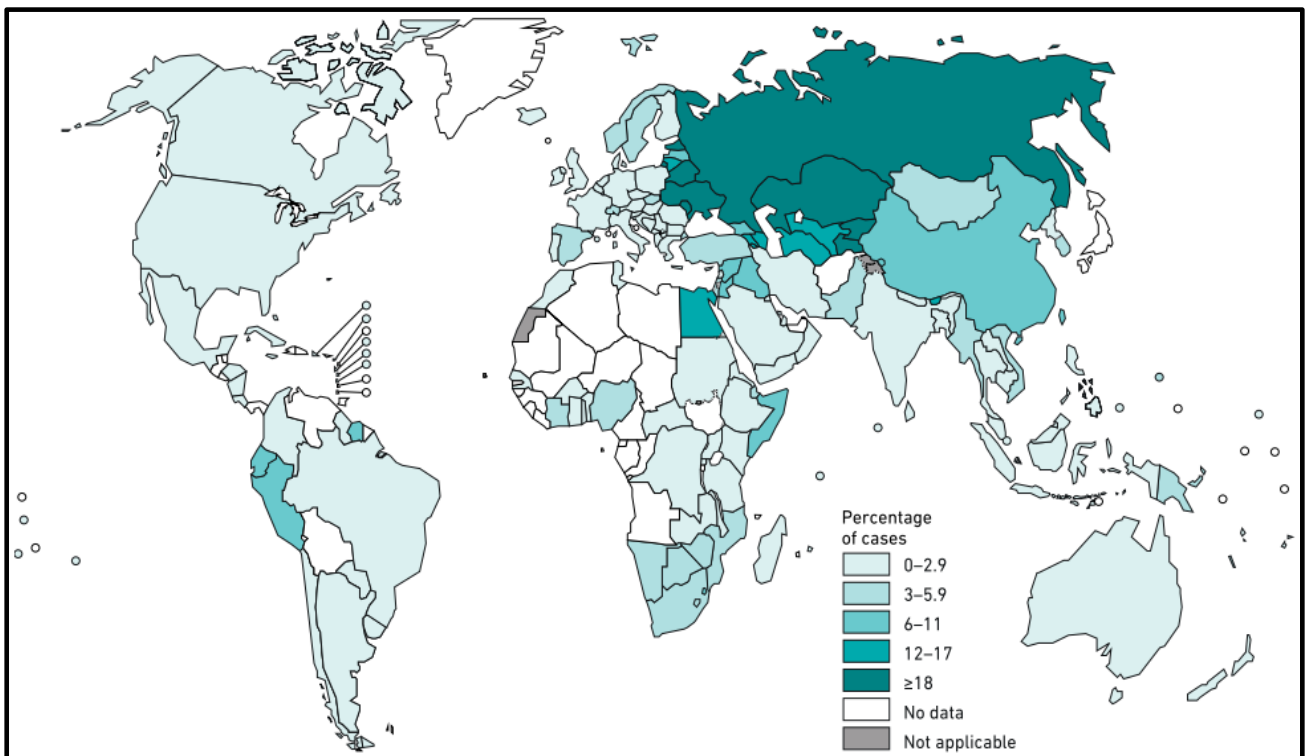 Percentage
of cases
0–2.9
3–5.9
6–11
12–17
≥18
No data
Not applicable